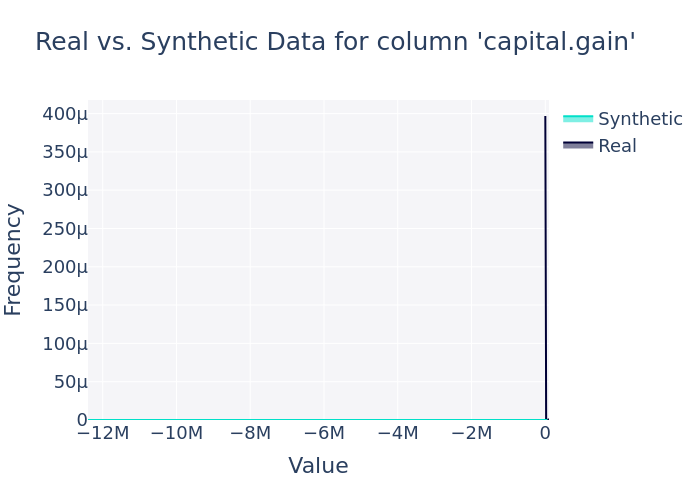 Real vs. Synthetic Data for column 'capital.gain'
400μ
350μ
300μ
250μ
200μ
150μ
100μ
50μ
0
Frequency
−12M
−10M
−8M
−6M
−4M
−2M
0
Value
Synthetic
Real